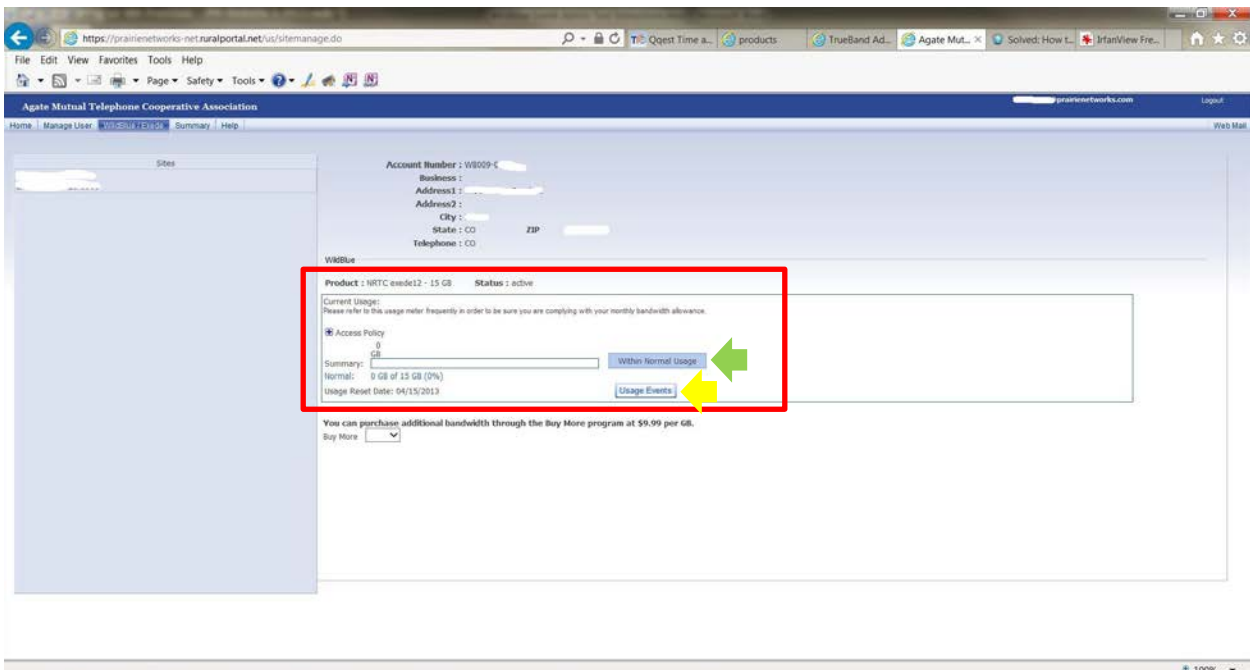 https://prairienetworks-net.ruralportal.net/us/sitemanage.do
Qqest Time a...
products
TrueBand Ad...
Agate Mut...
Solved: How t...
IrfanView Fre...
File Edit View Favorites Tools Help
Page Safety Tools
Agate Mutual Telephone Cooperative Association
prairienetworks.com
Logout
Home Manage User WildBlue / Exede Summary Help
Web Mail
Sites
Account Number : WB009-
Business :
Address1 :
Address2 :
City :
State : CO ZIP
Telephone : CO
WildBlue
Product : NRTC exede12 - 15 GB Status : active
Current Usage:
Please refer to this usage meter frequently in order to be sure you are complying with your monthly bandwidth allowance.
Access Policy
0
GB
Summary:
Within Normal Usage
Normal: 0 GB of 15 GB (0%)
Usage Reset Date: 04/15/2013
Usage Events
You can purchase additional bandwidth through the Buy More program at $9.99 per GB.
Buy More
100%